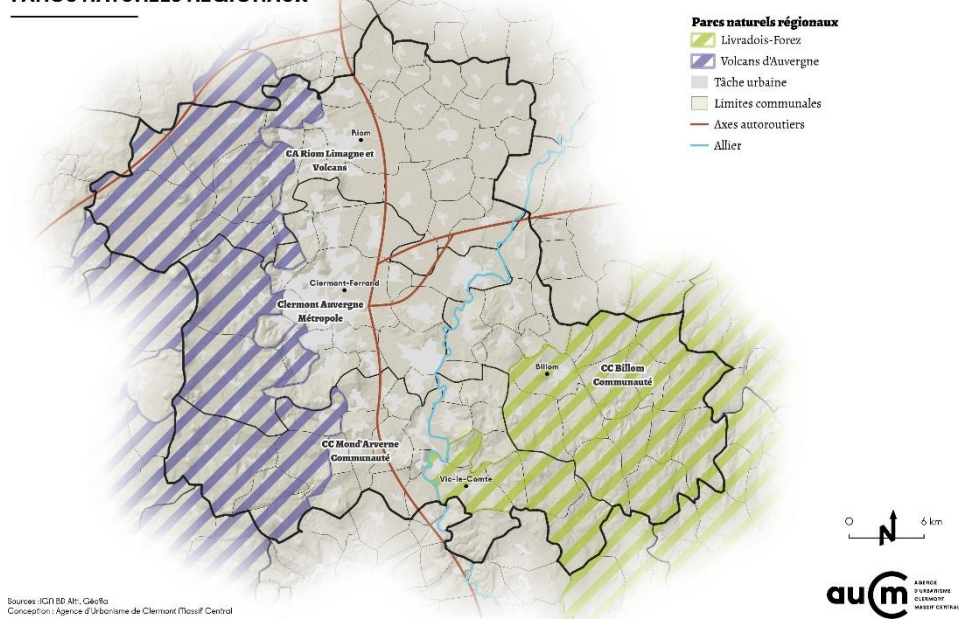 PARCS NATURELS RÉGIONAUX
Parcs naturels régionaux
Livradois-Forez
Volcans d'Auvergne
Tâche urbaine
Limites communales
Axes autoroutiers
Allier
Riom
CA Riom Limagne et
Volcans
Clermont-Ferrand
Clermont Auvergne
Métropole
Billom
CC Billom
Communauté
CC Mond'Arverne
Communauté
Vic-le-Comte
0
6 km
N
Sources : IGN BD Alti, Géofla
Conception : Agence d'Urbanisme de Clermont Massif Central
aucm
AGENCE
D'URBANISME
CLERMONT
MASSIF CENTRAL